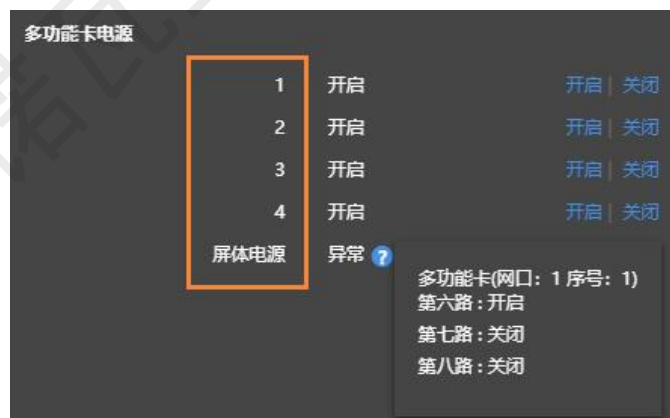 多功能卡电源
1 开启 开启 | 关闭
2 开启 开启 | 关闭
3 开启 开启 | 关闭
4 开启 开启 | 关闭
屏体电源 异常 ?
多功能卡(网口：1 序号：1)
第六路 : 开启
第七路 : 关闭
第八路 : 关闭